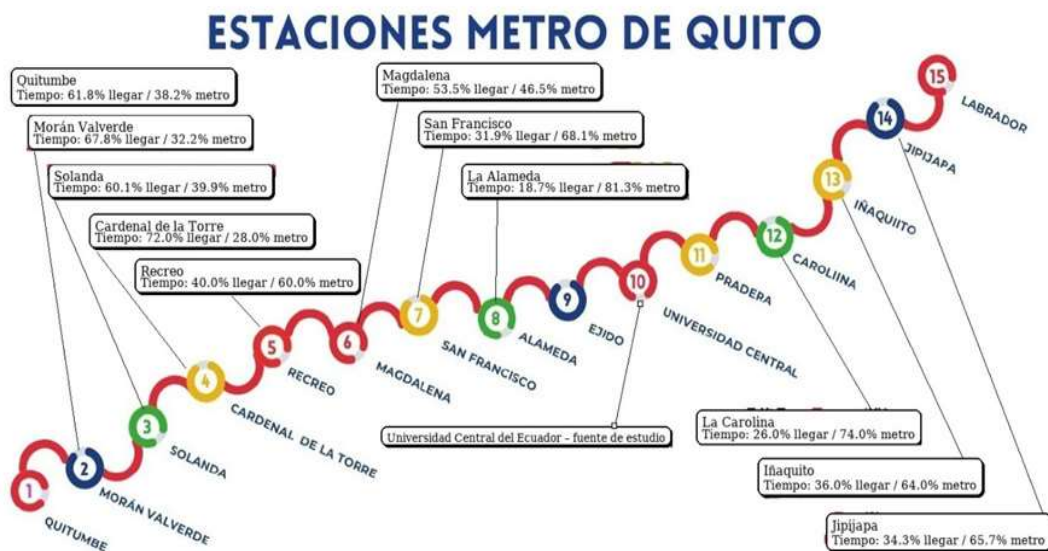 ESTACIONES METRO DE QUITO
Quitumbe
Tiempo: 61.8% llegar / 38.2% metro
Morán Valverde
Tiempo: 67.8% llegar / 32.2% metro
Solanda
Tiempo: 60.1% llegar / 39.9% metro
Cardenal de la Torre
Tiempo: 72.0% llegar / 28.0% metro
Recreo
Tiempo: 40.0% llegar / 60.0% metro
Magdalena
Tiempo: 53.5% llegar / 46.5% metro
San Francisco
Tiempo: 31.9% llegar / 68.1% metro
La Alameda
Tiempo: 18.7% llegar / 81.3% metro
1
QUITUMBE
2
MORÁN VALVERDE
3
SOLANDA
4
CARDENAL DE LA TORRE
5
RECREO
6
MAGDALENA
7
SAN FRANCISCO
8
ALAMEDA
9
EJIDO
10
UNIVERSIDAD CENTRAL
11
PRADERA
12
CAROLIINA
13
IÑAQUITO
14
JIPIJAPA
15
LABRADOR
Universidad Central del Ecuador – fuente de estudio
La Carolina
Tiempo: 26.0% llegar / 74.0% metro
Iñaquito
Tiempo: 36.0% llegar / 64.0% metro
Jipijapa
Tiempo: 34.3% llegar / 65.7% metro